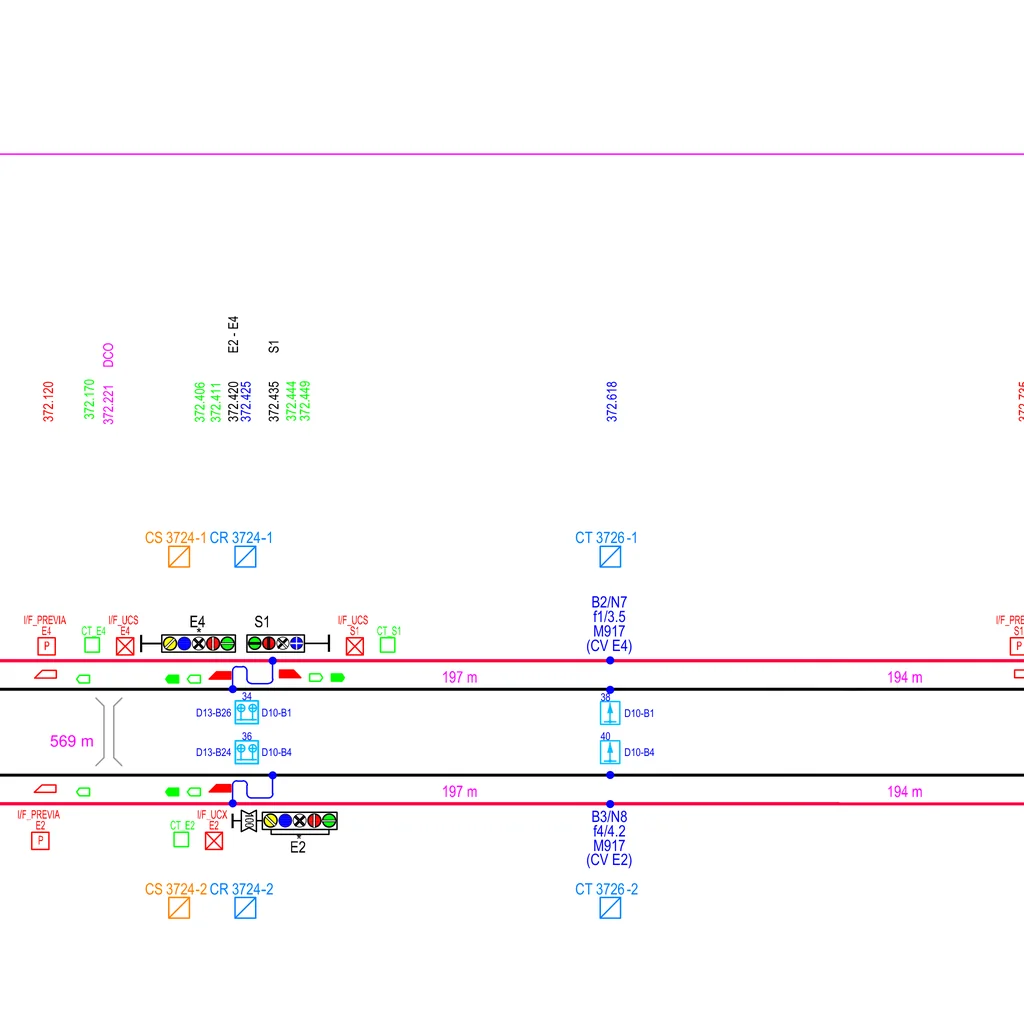 E2 - E4
S1
DCO
372.120
372.170
372.221
372.406
372.411
372.420
372.425
372.435
372.444
372.449
372.618
CS 3724-1
CR 3724-1
CT 3726-1
B2/N7
f1/3.5
M917
(CV E4)
I/F_PREVIA
E4
P
CT_E4
I/F_UCS
E4
E4
*
S1
I/F_UCS
S1
CT_S1
S1
P
197 m
194 m
34
D13-B26
D10-B1
38
D10-B1
569 m
36
D13-B24
D10-B4
40
D10-B4
197 m
194 m
I/F_PREVIA
E2
P
CT_E2
I/F_UCX
E2
*
E2
B3/N8
f4/4.2
M917
(CV E2)
CS 3724-2
CR 3724-2
CT 3726-2